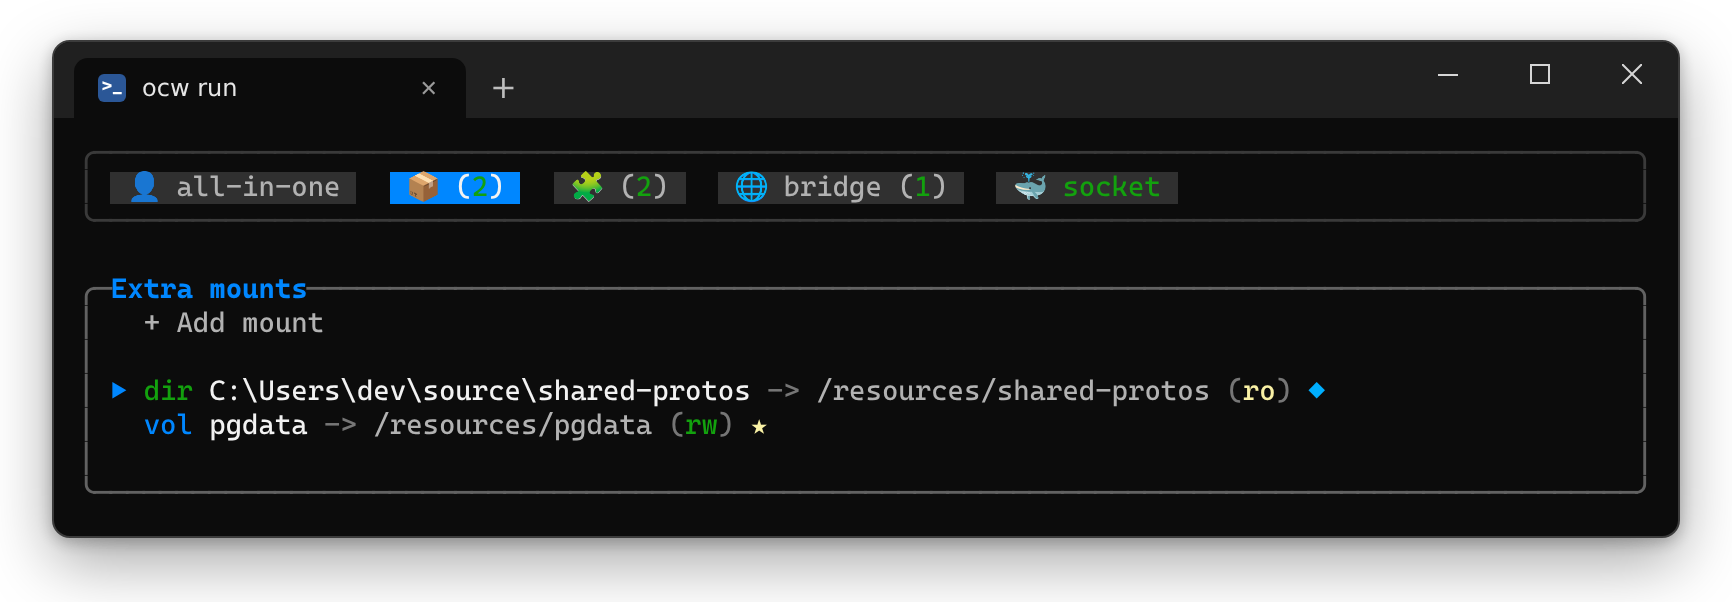 ocw run
👤 all-in-one 📦 (2) 🧩 (2) 🌐 bridge (1) 🐳 socket
Extra mounts
+ Add mount
▶ dir C:\Users\dev\source\shared-protos -> /resources/shared-protos (ro) ◆
vol pgdata -> /resources/pgdata (rw) ★